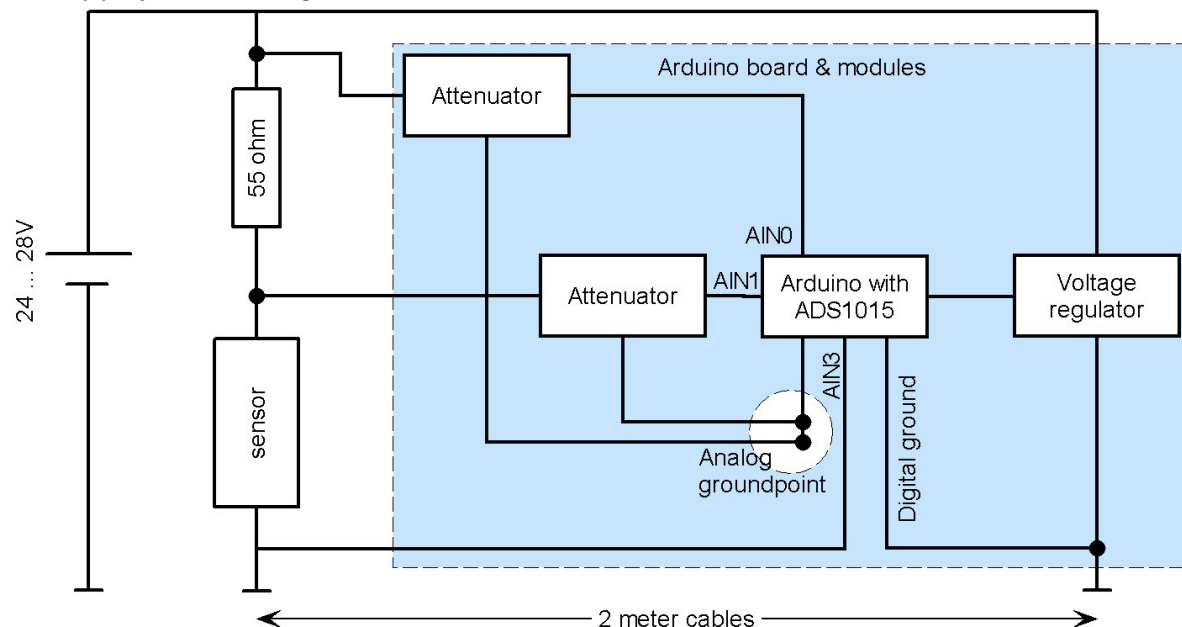 Arduino board & modules
Attenuator
55 ohm
24 ... 28V
AIN0
Attenuator
AIN1
Arduino with
ADS1015
Voltage
regulator
sensor
AIN3
Digital ground
Analog
groundpoint
2 meter cables